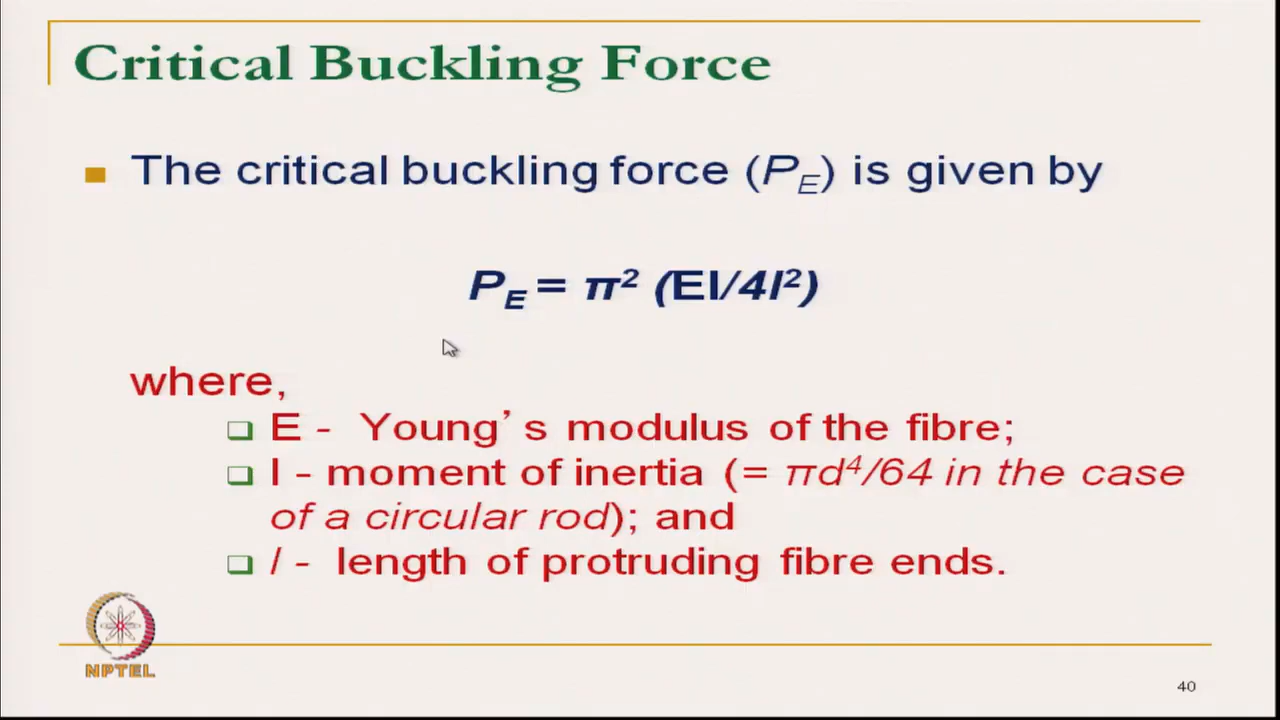 Critical Buckling Force
The critical buckling force (P_E) is given by
P_E = π² (EI/4l²)
where,
E - Young's modulus of the fibre;
I - moment of inertia (= πd⁴/64 in the case
of a circular rod); and
l - length of protruding fibre ends.
NPTEL
40